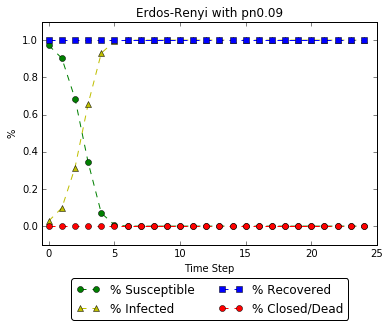 Erdos-Renyi with pn0.09
1.0
0.8
0.6
0.4
0.2
0.0
%
0 5 10 15 20 25
Time Step
% Susceptible % Recovered
% Infected % Closed/Dead